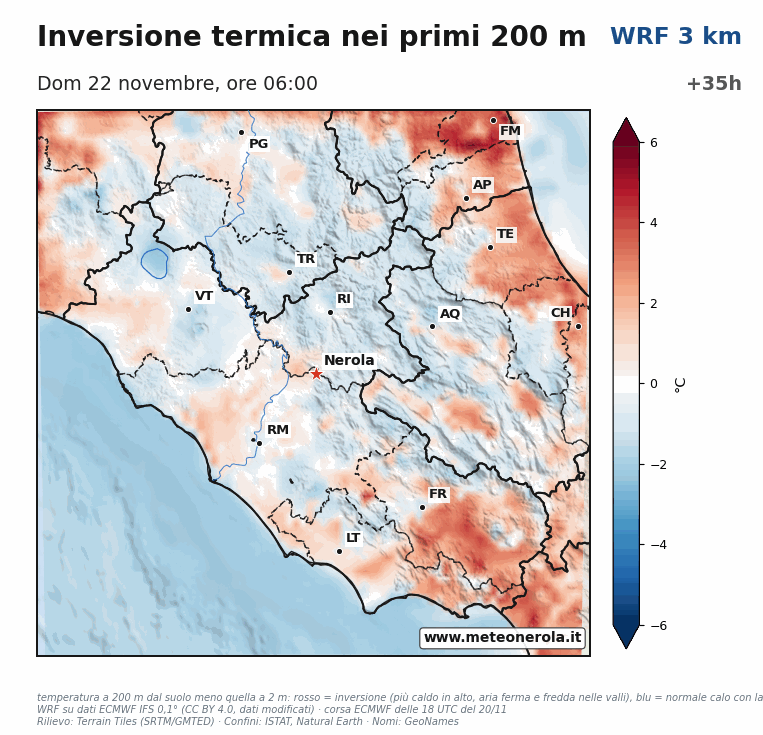 Inversione termica nei primi 200 m
WRF 3 km
Dom 22 novembre, ore 06:00
+35h
FM
PG
AP
TE
TR
VT
RI
AQ
CH
Nerola
RM
FR
LT
www.meteonerola.it
6
4
2
0
−2
−4
−6
°C
temperatura a 200 m dal suolo meno quella a 2 m: rosso = inversione (più caldo in alto, aria ferma e fredda nelle valli), blu = normale calo con la
WRF su dati ECMWF IFS 0,1° (CC BY 4.0, dati modificati) · corsa ECMWF delle 18 UTC del 20/11
Rilievo: Terrain Tiles (SRTM/GMTED) · Confini: ISTAT, Natural Earth · Nomi: GeoNames